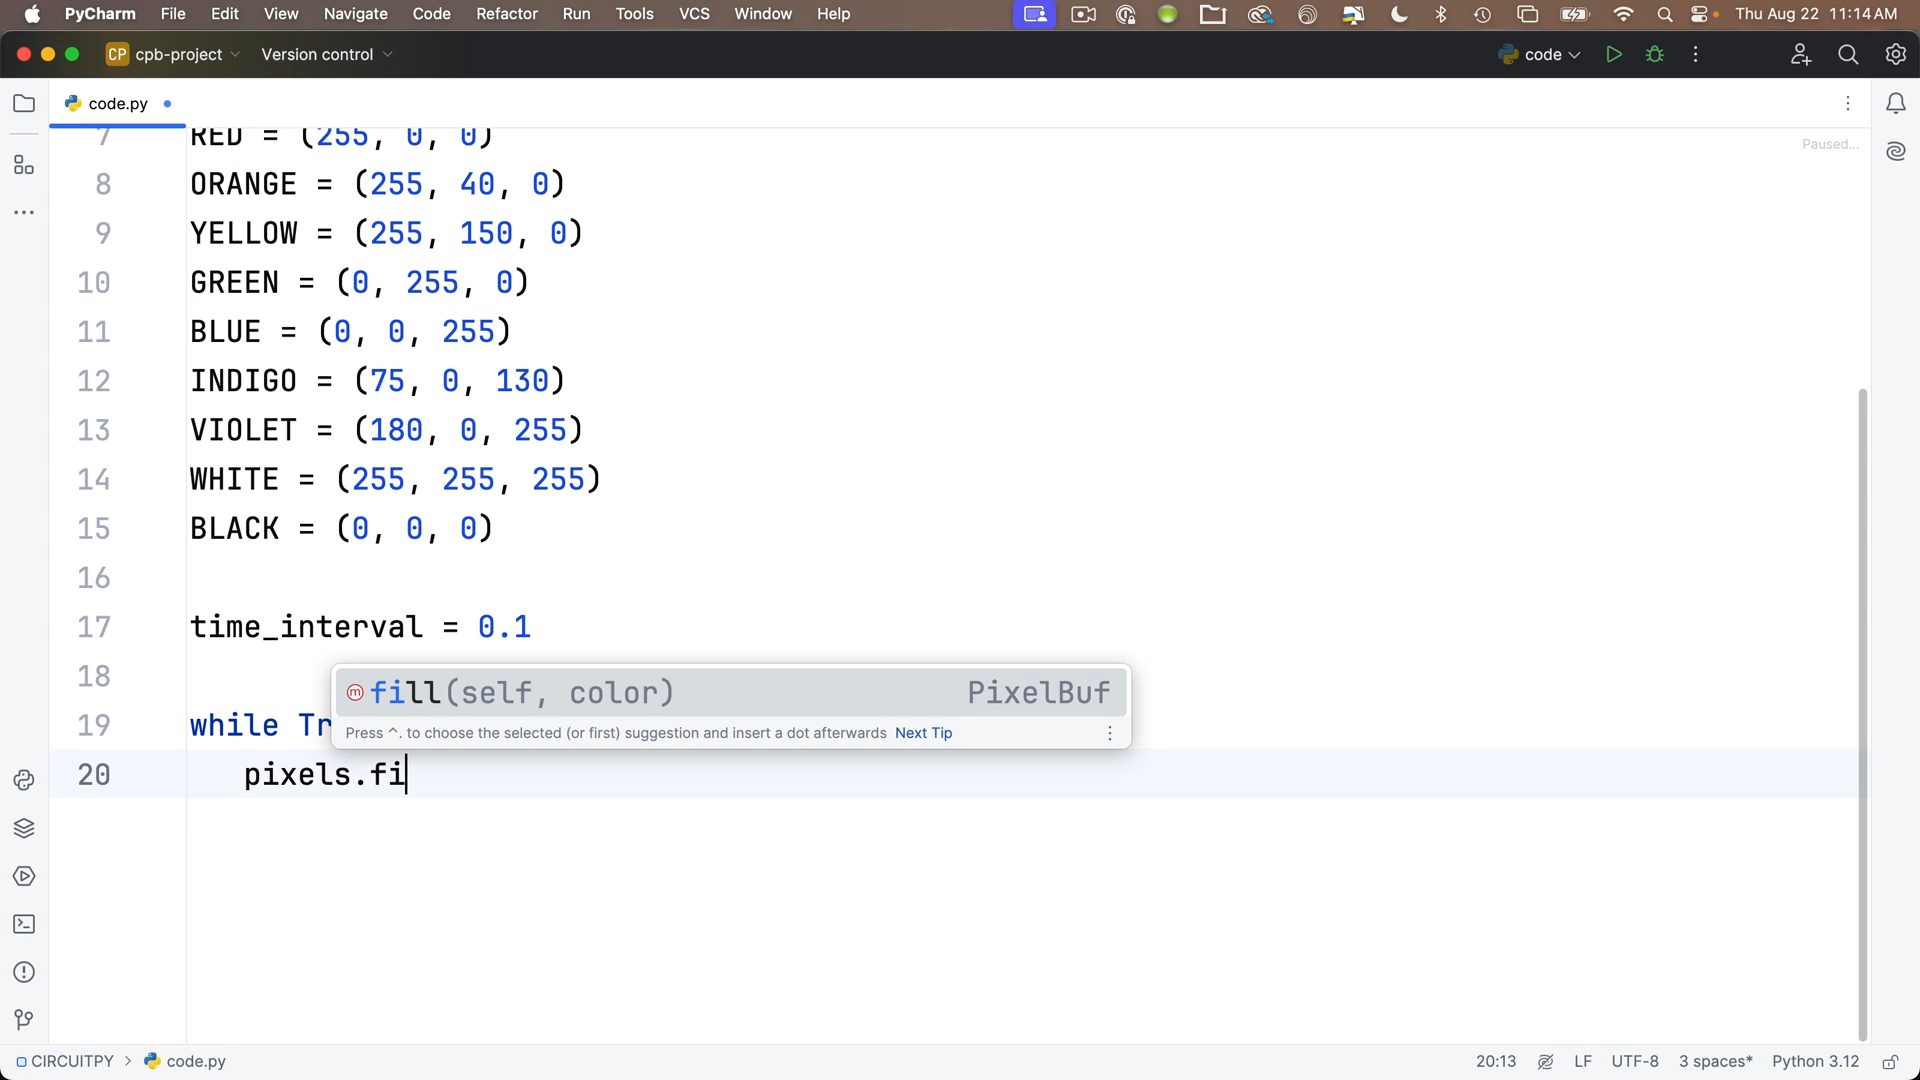 PyCharm File Edit View Navigate Code Refactor Run Tools VCS Window Help Thu Aug 22 11:14 AM
CP cpb-project Version control code
code.py
Paused...
7 RED = (255, 0, 0)
8 ORANGE = (255, 40, 0)
9 YELLOW = (255, 150, 0)
10 GREEN = (0, 255, 0)
11 BLUE = (0, 0, 255)
12 INDIGO = (75, 0, 130)
13 VIOLET = (180, 0, 255)
14 WHITE = (255, 255, 255)
15 BLACK = (0, 0, 0)
16
17 time_interval = 0.1
18
fill(self, color) PixelBuf
19 while Tr
Press ^. to choose the selected (or first) suggestion and insert a dot afterwards Next Tip
20 pixels.fi
CIRCUITPY > code.py 20:13 LF UTF-8 3 spaces* Python 3.12